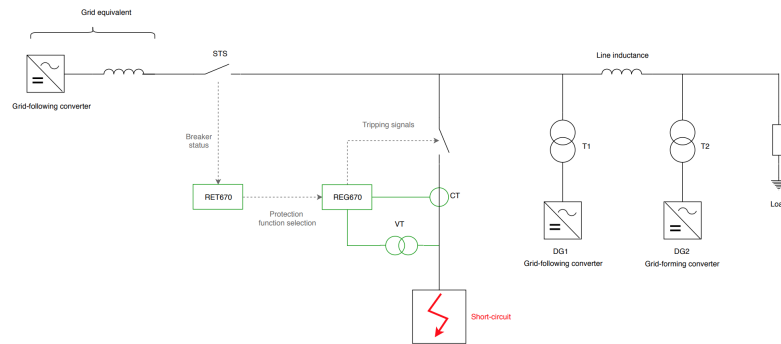 Grid equivalent
STS
Line inductance
Grid-following converter
Tripping signals
Breaker
status
T1
T2
RET670
REG670
CT
Protection
function selection
VT
DG1
Grid-following converter
DG2
Grid-forming converter
Short-circuit